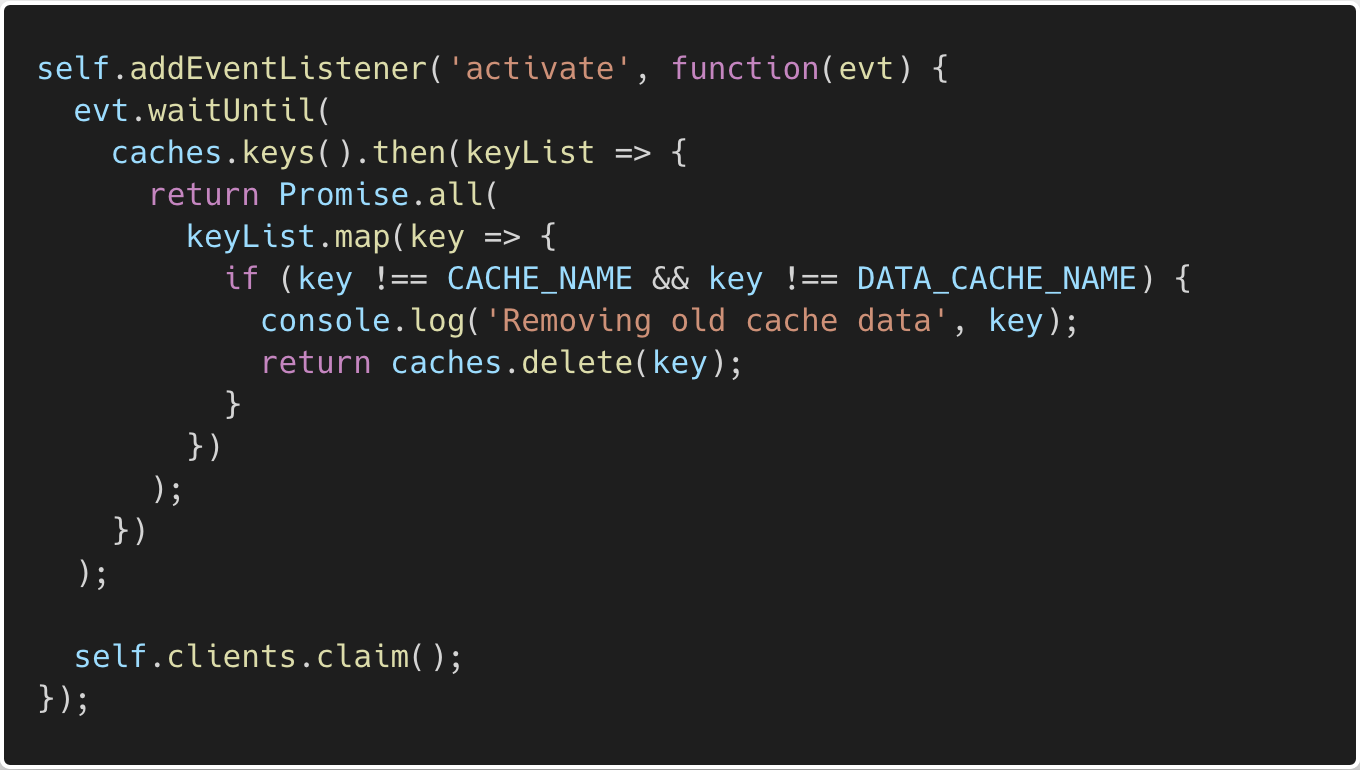 self.addEventListener('activate', function(evt) {
  evt.waitUntil(
    caches.keys().then(keyList => {
      return Promise.all(
        keyList.map(key => {
          if (key !== CACHE_NAME && key !== DATA_CACHE_NAME) {
            console.log('Removing old cache data', key);
            return caches.delete(key);
          }
        })
      );
    })
  );

  self.clients.claim();
});